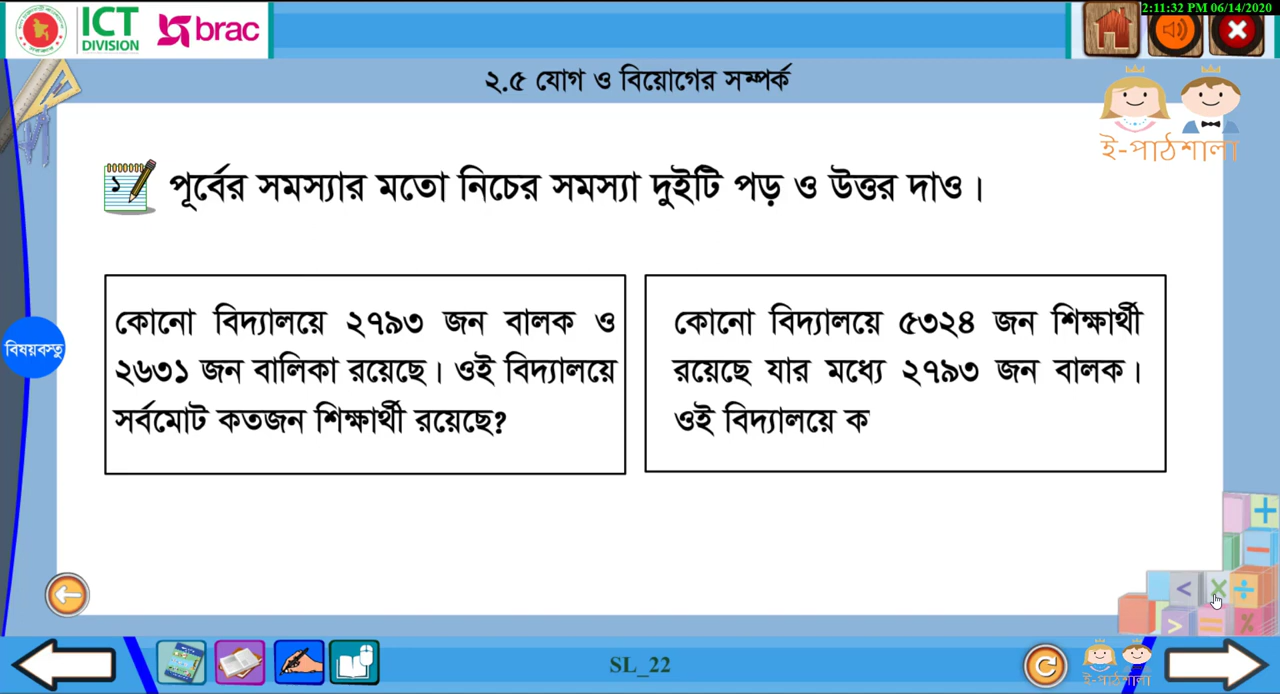 2:11:32 PM 06/14/2020
ICT
DIVISION
brac
২.৫ যোগ ও বিয়োগের সম্পর্ক
ই-পাঠশালা
১
পূর্বের সমস্যার মতো নিচের সমস্যা দুইটি পড় ও উত্তর দাও।
কোনো বিদ্যালয়ে ২৭৯৩ জন বালক ও
২৬৩১ জন বালিকা রয়েছে। ওই বিদ্যালয়ে
সর্বমোট কতজন শিক্ষার্থী রয়েছে?
কোনো বিদ্যালয়ে ৫৩২৪ জন শিক্ষার্থী
রয়েছে যার মধ্যে ২৭৯৩ জন বালক।
ওই বিদ্যালয়ে ক
বিষয়বস্তু
+
−
< × ÷
> = %
SL_22
ই-পাঠশালা